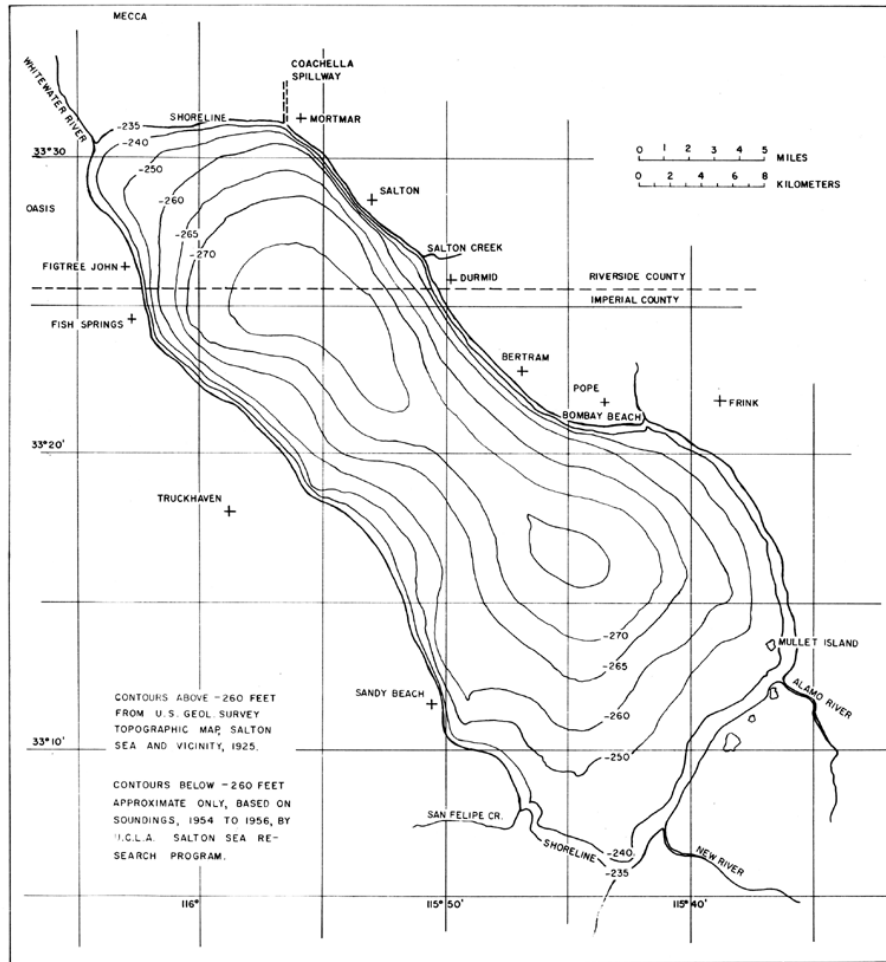 MECCA
COACHELLA
SPILLWAY
WHITEWATER RIVER
-235
SHORELINE
MORTMAR
-240
33°30
-250
0 1 2 3 4 5
MILES
0 2 4 6 8
KILOMETERS
-260
SALTON
OASIS
-265
SALTON CREEK
-270
FIGTREE JOHN
DURMID
RIVERSIDE COUNTY
IMPERIAL COUNTY
FISH SPRINGS
BERTRAM
POPE
FRINK
BOMBAY BEACH
33°20'
TRUCKHAVEN
-270
MULLET ISLAND
-265
ALAMO RIVER
SANDY BEACH
CONTOURS ABOVE -260 FEET
FROM U.S. GEOL. SURVEY
TOPOGRAPHIC MAP, SALTON
SEA AND VICINITY, 1925.
-260
33°10'
-250
CONTOURS BELOW -260 FEET
APPROXIMATE ONLY, BASED ON
SOUNDINGS, 1954 TO 1956, BY
U.C.L.A. SALTON SEA RE-
SEARCH PROGRAM.
SAN FELIPE CR.
SHORELINE
-240
-235
NEW RIVER
116°
115°50'
115°40'